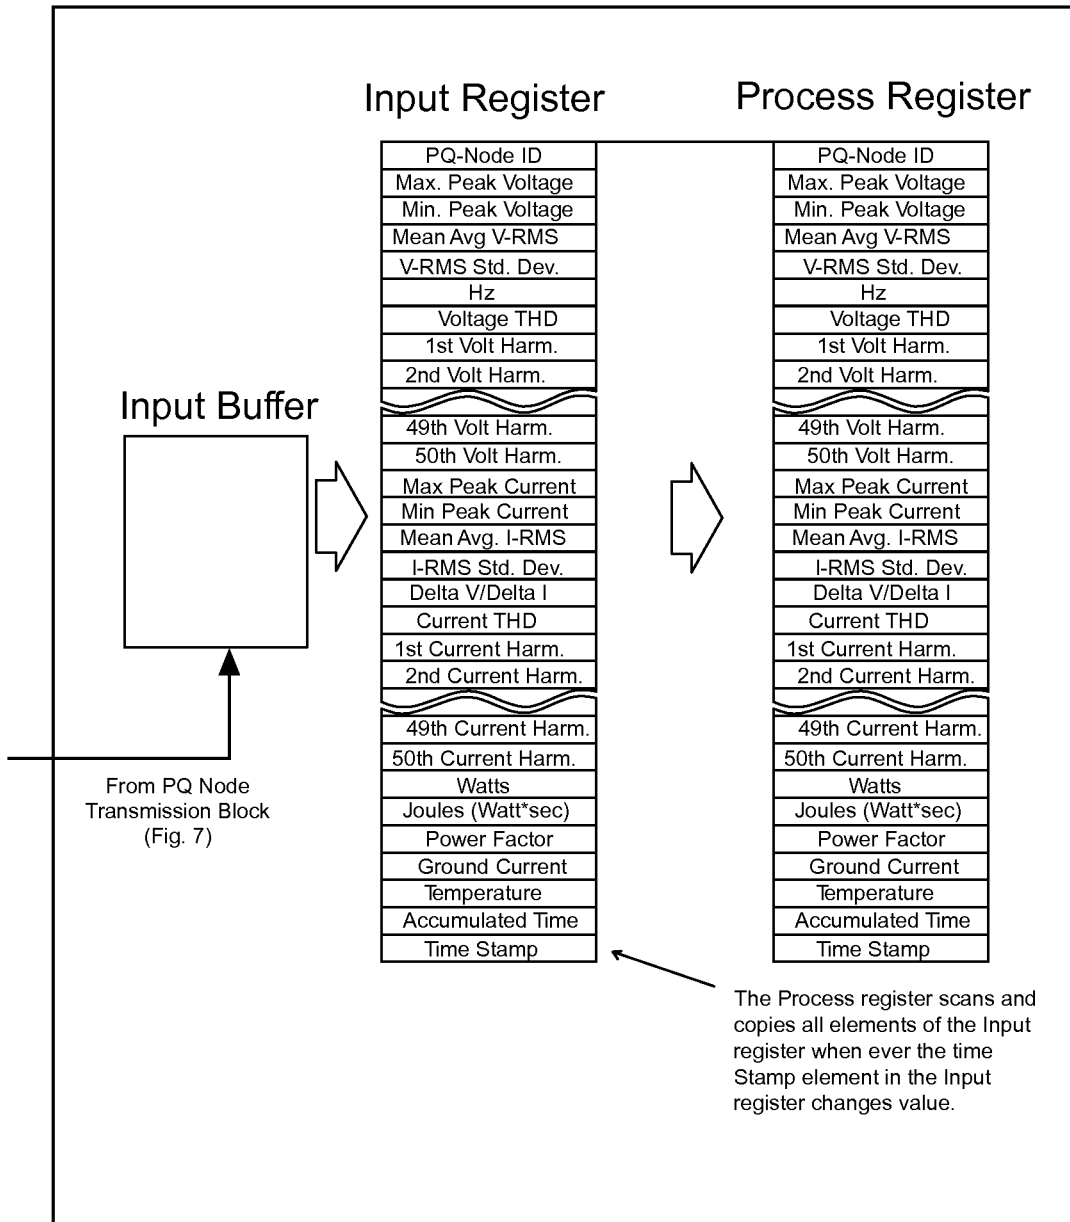 Input Register
PQ-Node ID
Max. Peak Voltage
Min. Peak Voltage
Mean Avg V-RMS
V-RMS Std. Dev.
Hz
Voltage THD
1st Volt Harm.
2nd Volt Harm.
49th Volt Harm.
50th Volt Harm.
Max Peak Current
Min Peak Current
Mean Avg. I-RMS
I-RMS Std. Dev.
Delta V/Delta I
Current THD
1st Current Harm.
2nd Current Harm.
49th Current Harm.
50th Current Harm.
Watts
Joules (Watt*sec)
Power Factor
Ground Current
Temperature
Accumulated Time
Time Stamp
Process Register
PQ-Node ID
Max. Peak Voltage
Min. Peak Voltage
Mean Avg V-RMS
V-RMS Std. Dev.
Hz
Voltage THD
1st Volt Harm.
2nd Volt Harm.
49th Volt Harm.
50th Volt Harm.
Max Peak Current
Min Peak Current
Mean Avg. I-RMS
I-RMS Std. Dev.
Delta V/Delta I
Current THD
1st Current Harm.
2nd Current Harm.
49th Current Harm.
50th Current Harm.
Watts
Joules (Watt*sec)
Power Factor
Ground Current
Temperature
Accumulated Time
Time Stamp
Input Buffer
From PQ Node
Transmission Block
(Fig. 7)
The Process register scans and
copies all elements of the Input
register when ever the time
Stamp element in the Input
register changes value.